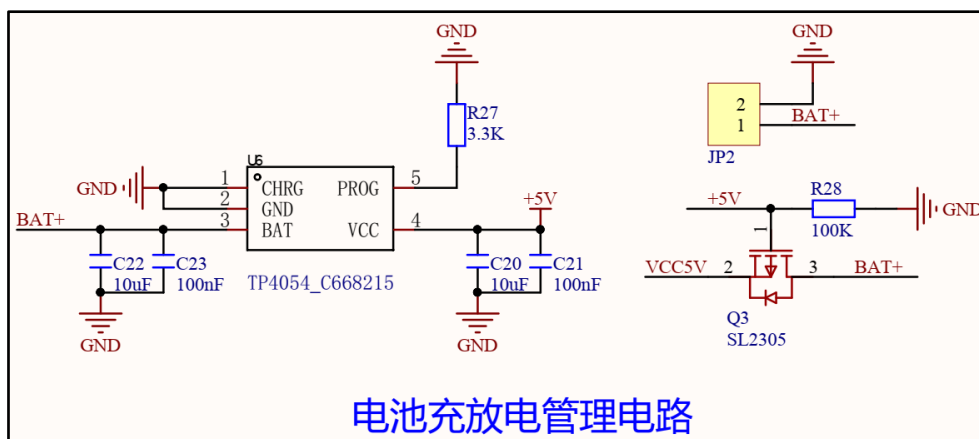 GND
R27
3.3K
U6
GND
1
CHRG
PROG
5
2
GND
BAT+
3
BAT
VCC
4
+5V
C22
10uF
C23
100nF
TP4054_C668215
C20
10uF
C21
100nF
GND
GND
GND
2
1
BAT+
JP2
+5V
R28
100K
GND
1
VCC5V
2
3
BAT+
Q3
SL2305
电池充放电管理电路